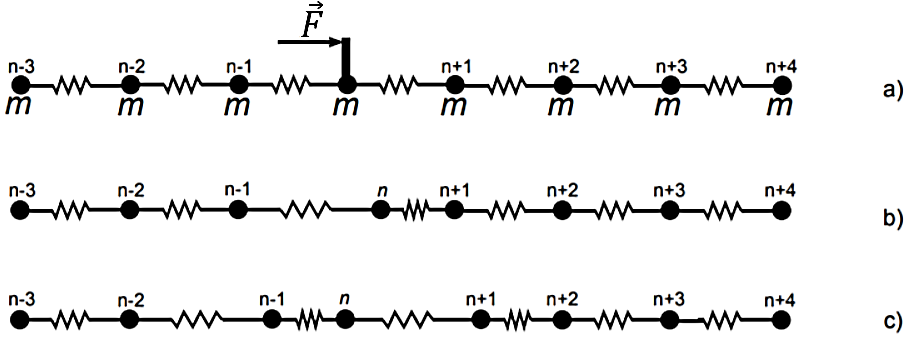 F
n-3 n-2 n-1 n+1 n+2 n+3 n+4
m m m m m m m m a)
n-3 n-2 n-1 n n+1 n+2 n+3 n+4
b)
n-3 n-2 n-1 n n+1 n+2 n+3 n+4
c)